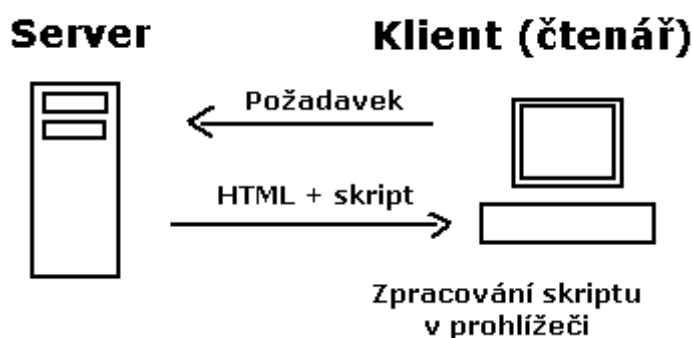 Server
Klient (čtenář)
Požadavek
HTML + skript
Zpracování skriptu
v prohlížeči